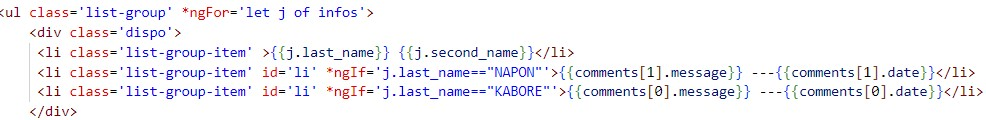 <ul class='list-group' *ngFor='let j of infos'>
<div class='dispo'>
<li class='list-group-item' >{{j.last_name}} {{j.second_name}}</li>
<li class='list-group-item' id='li' *ngIf='j.last_name=="NAPON"'>{{comments[1].message}} ---{{comments[1].date}}</li>
<li class='list-group-item' id='li' *ngIf='j.last_name=="KABORE"'>{{comments[0].message}} ---{{comments[0].date}}</li>
</div>